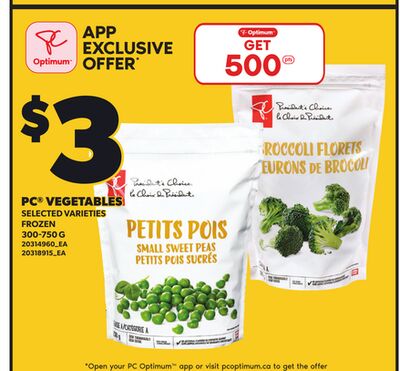 Optimum™
APP
EXCLUSIVE
OFFER*
Optimum™
GET
500 pts
$3
PC® VEGETABLES
SELECTED VARIETIES
FROZEN
300-750 G
20314960_EA
20318915_EA
President's Choice
le Choix du Président
PETITS POIS
SMALL SWEET PEAS
PETITS POIS SUCRÉS
President's Choice
le Choix du Président
BROCCOLI FLORETS
FLEURONS DE BROCOLI
*Open your PC Optimum™ app or visit pcoptimum.ca to get the offer